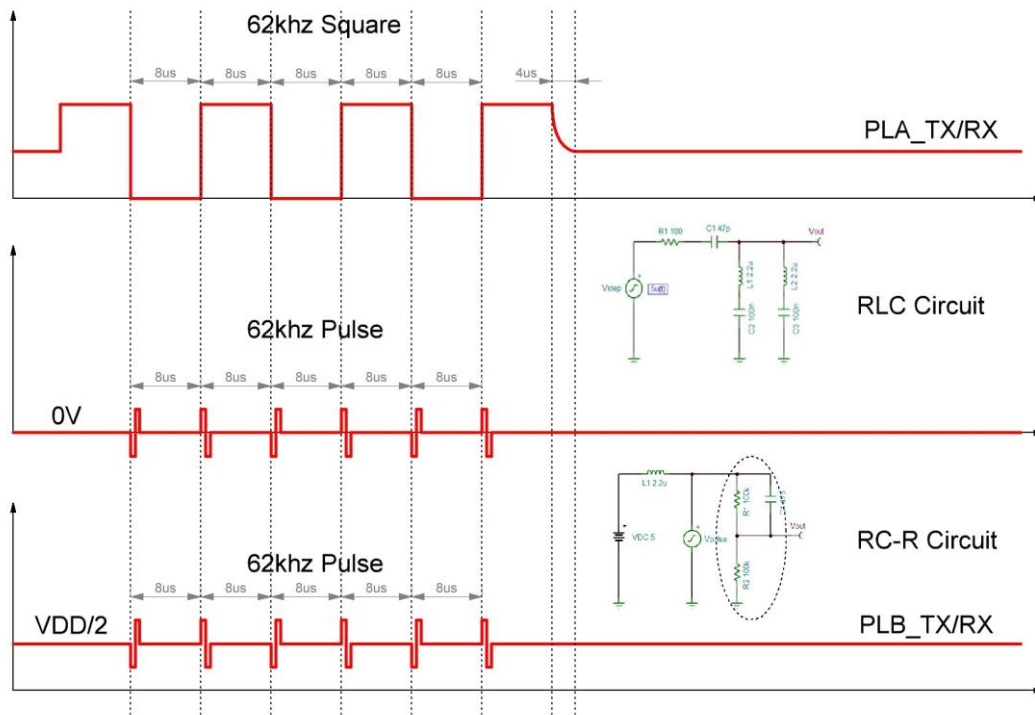 62khz Square
8us 8us 8us 8us 8us 4us
PLA_TX/RX
R1 100
C1 47p
Vout
L1 2.2u
L2 2.2u
Vstep
5u(t)
C2 100n
C3 100n
RLC Circuit
62khz Pulse
8us 8us 8us 8us 8us
0V
L1 2.2u
R1 100k
VDC 5
Vout
R2 100k
RC-R Circuit
62khz Pulse
8us 8us 8us 8us 8us
VDD/2
PLB_TX/RX